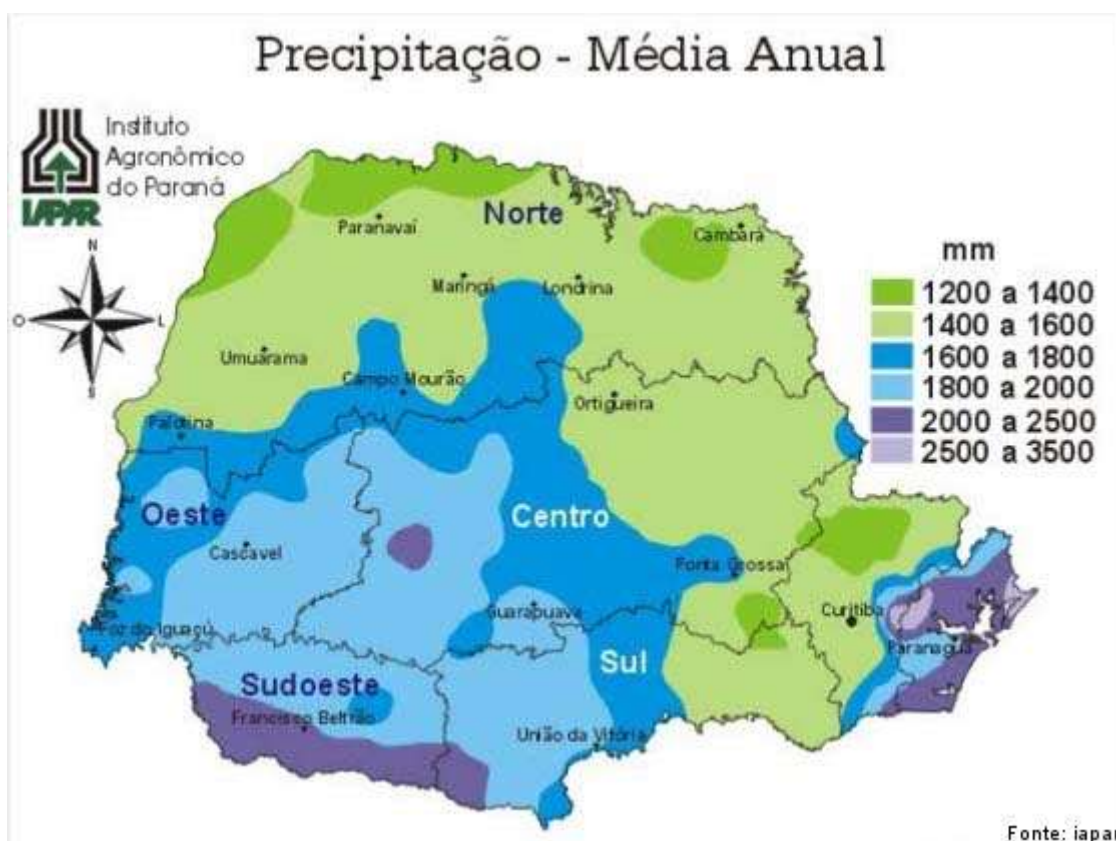 Precipitação - Média Anual
Instituto
Agronômico
do Paraná
IAPAR
N
O
L
S
Norte
Paranavaí
Cambará
Maringá
Londrina
Umuarama
Campo Mourão
Ortigueira
Palotina
Oeste
Centro
Cascavel
Ponta Grossa
Guarapuava
Curitiba
Foz do Iguaçú
Paranaguá
Sul
Sudoeste
Francisco Beltrão
União da Vitória
mm
1200 a 1400
1400 a 1600
1600 a 1800
1800 a 2000
2000 a 2500
2500 a 3500
Fonte: iapar